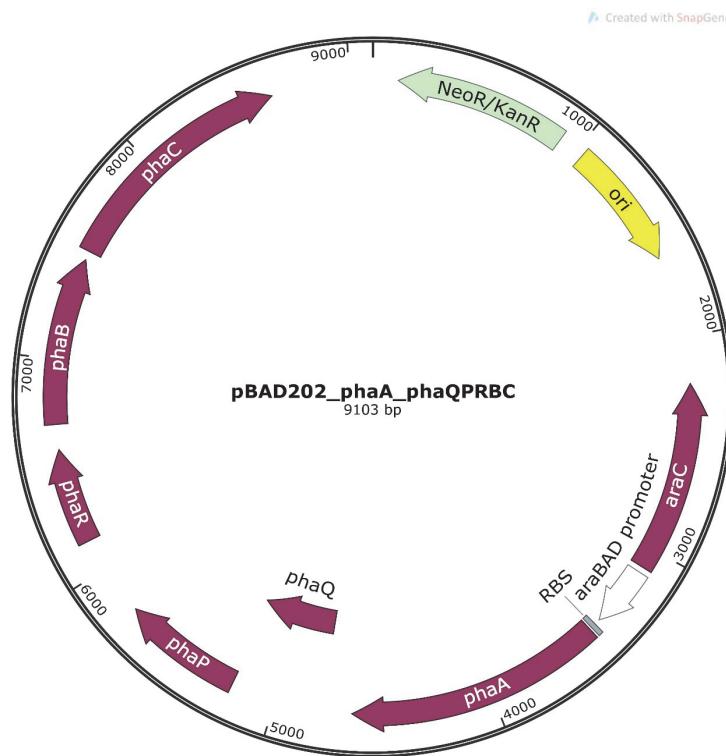 Created with SnapGene
9000
NeoR/KanR
1000
ori
2000
araC
3000
araBAD promoter
RBS
phaA
4000
5000
phaQ
phaP
6000
phaR
7000
phaB
8000
phaC
pBAD202_phaA_phaQPRBC
9103 bp